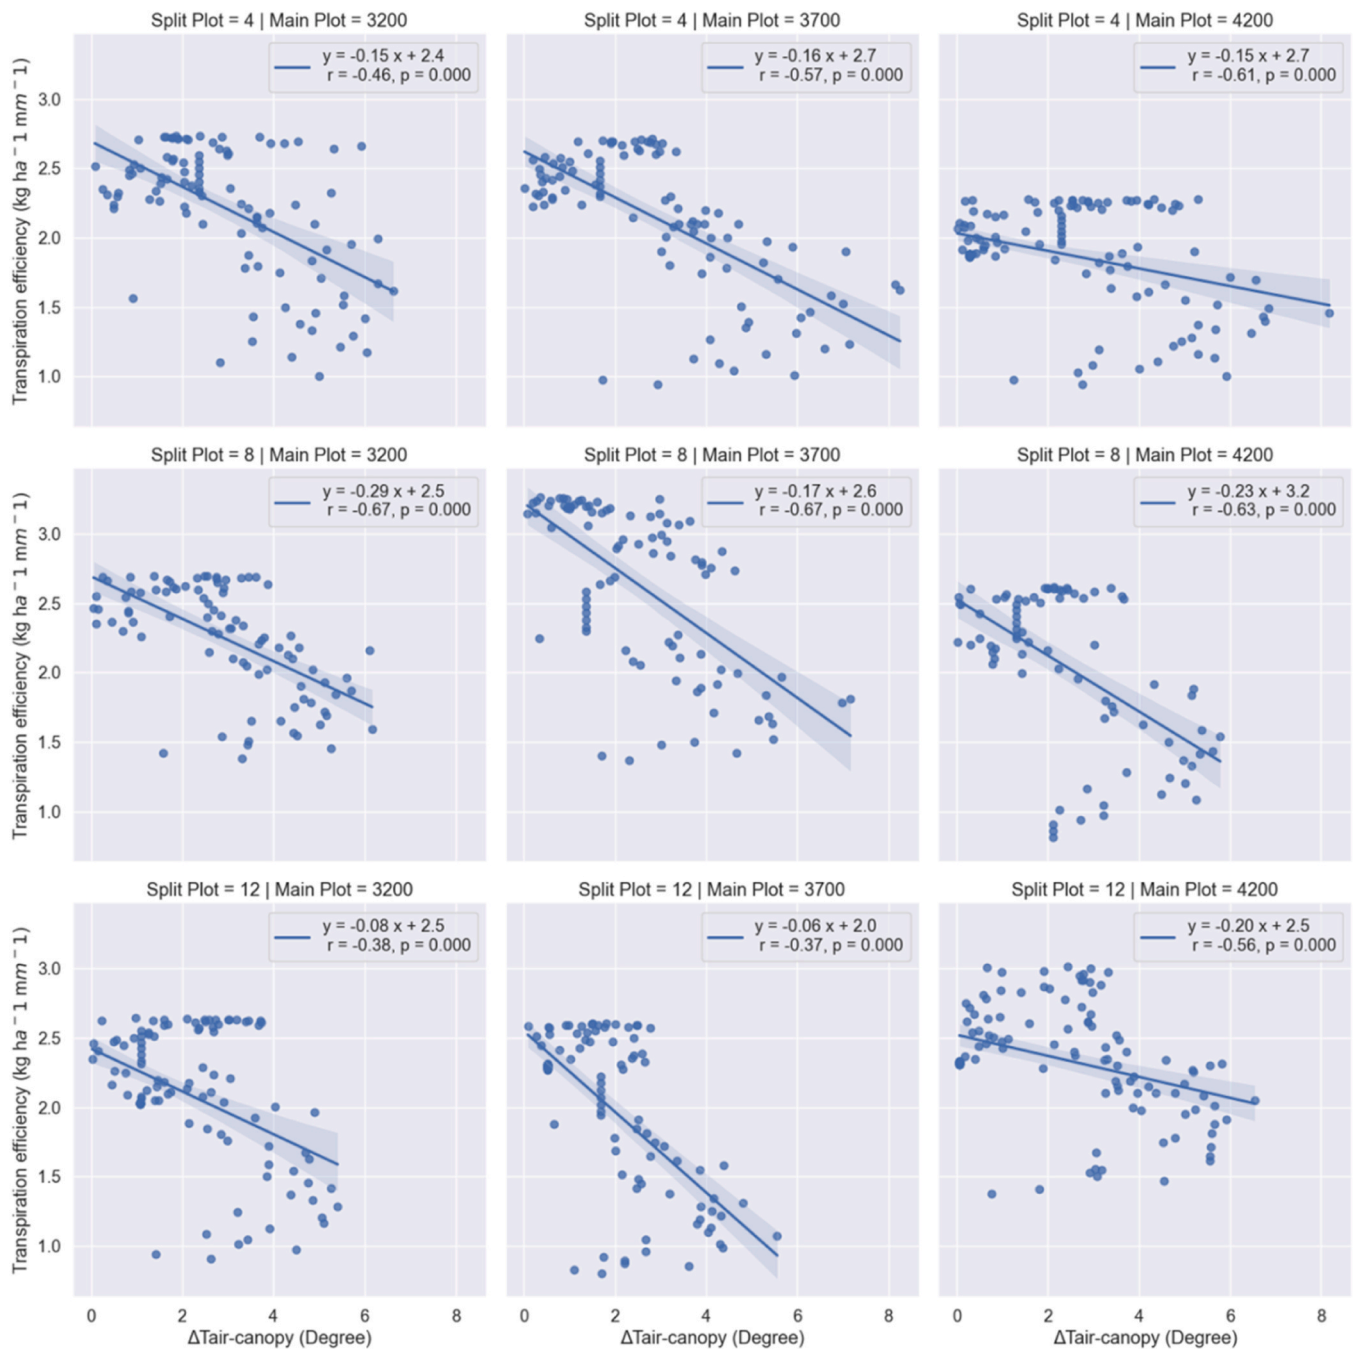 Split Plot = 4 | Main Plot = 3200
Split Plot = 4 | Main Plot = 3700
Split Plot = 4 | Main Plot = 4200
y = -0.15 x + 2.4
r = -0.46, p = 0.000
y = -0.16 x + 2.7
r = -0.57, p = 0.000
y = -0.15 x + 2.7
r = -0.61, p = 0.000
Transpiration efficiency (kg ha − 1 mm − 1)
3.0
2.5
2.0
1.5
1.0
Split Plot = 8 | Main Plot = 3200
Split Plot = 8 | Main Plot = 3700
Split Plot = 8 | Main Plot = 4200
y = -0.29 x + 2.5
r = -0.67, p = 0.000
y = -0.17 x + 2.6
r = -0.67, p = 0.000
y = -0.23 x + 3.2
r = -0.63, p = 0.000
Transpiration efficiency (kg ha − 1 mm − 1)
3.0
2.5
2.0
1.5
1.0
Split Plot = 12 | Main Plot = 3200
Split Plot = 12 | Main Plot = 3700
Split Plot = 12 | Main Plot = 4200
y = -0.08 x + 2.5
r = -0.38, p = 0.000
y = -0.06 x + 2.0
r = -0.37, p = 0.000
y = -0.20 x + 2.5
r = -0.56, p = 0.000
Transpiration efficiency (kg ha − 1 mm − 1)
3.0
2.5
2.0
1.5
1.0
0 2 4 6 8
0 2 4 6 8
0 2 4 6 8
ΔTair-canopy (Degree)
ΔTair-canopy (Degree)
ΔTair-canopy (Degree)